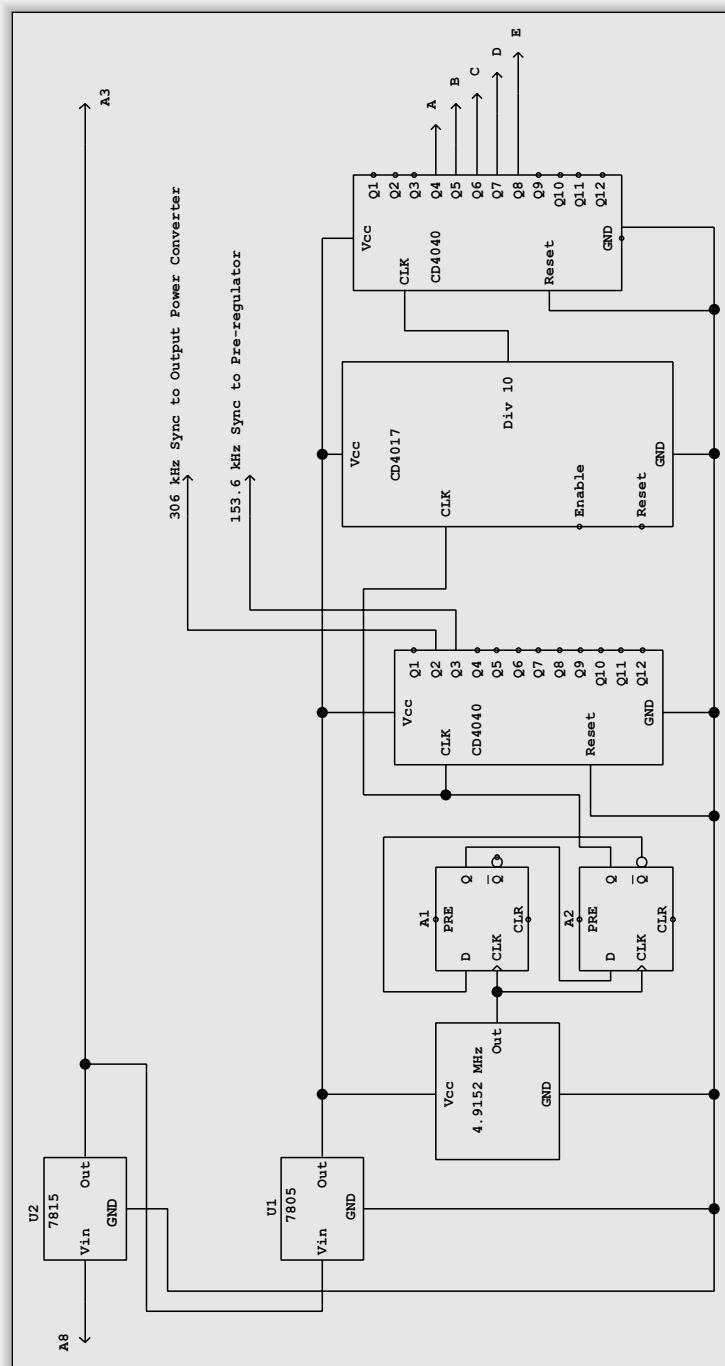 A8
U2
7815
Vin
Out
GND
A3
U1
7805
Vin
Out
GND
Vcc
4.9152 MHz
Out
GND
A1
PRE
D
Q
CLK
Q
CLR
A2
PRE
D
Q
CLK
Q
CLR
306 kHz Sync to Output Power Converter
153.6 kHz Sync to Pre-regulator
Vcc
CLK
CD4040
Reset
GND
Q1
Q2
Q3
Q4
Q5
Q6
Q7
Q8
Q9
Q10
Q11
Q12
Vcc
CD4017
CLK
Div 10
Enable
Reset
GND
Vcc
CLK
CD4040
Reset
GND
Q1
Q2
Q3
Q4
Q5
Q6
Q7
Q8
Q9
Q10
Q11
Q12
A
B
C
D
E